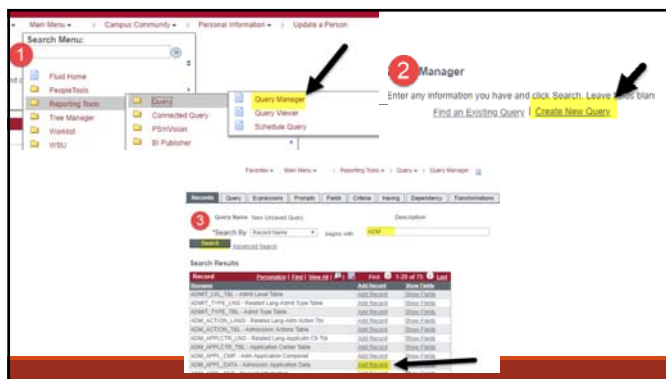 Main Menu Campus Community Personal Information Update a Person
Search Menu:
1
Fluid Home
PeopleTools
Reporting Tools
Tree Manager
Worklist
WSU
Query
Connected Query
PSnVision
BI Publisher
Query Manager
Query Viewer
Schedule Query
2
Manager
Enter any information you have and click Search. Leave fields blan
Find an Existing Query | Create New Query
Favorites Main Menu Reporting Tools Query Query Manager
Records Query Expressions Prompts Fields Criteria Having Dependency Transformations
3
Query Name New Unsaved Query Description
*Search By Record Name begins with ADM
Search Advanced Search
Search Results
Record Personalize | Find | View All | First 1-20 of 75 Last
Recname Add Record Show Fields
ADMIT_LVL_TBL - Admit Level Table Add Record Show Fields
ADMIT_TYPE_LNG - Related Lang Admit Type Table Add Record Show Fields
ADMIT_TYPE_TBL - Admit Type Table Add Record Show Fields
ADM_ACTION_LANG - Related Lang-Adm Action Tbl Add Record Show Fields
ADM_ACTION_TBL - Admissions Actions Table Add Record Show Fields
ADM_APPLCTR_LNG - Related Lang-Applicatn Ctr Tbl Add Record Show Fields
ADM_APPLCTR_TBL - Application Center Table Add Record Show Fields
ADM_APPL_CMP - Adm Application Component Add Record Show Fields
ADM_APPL_DATA - Admission Application Data Add Record Show Fields